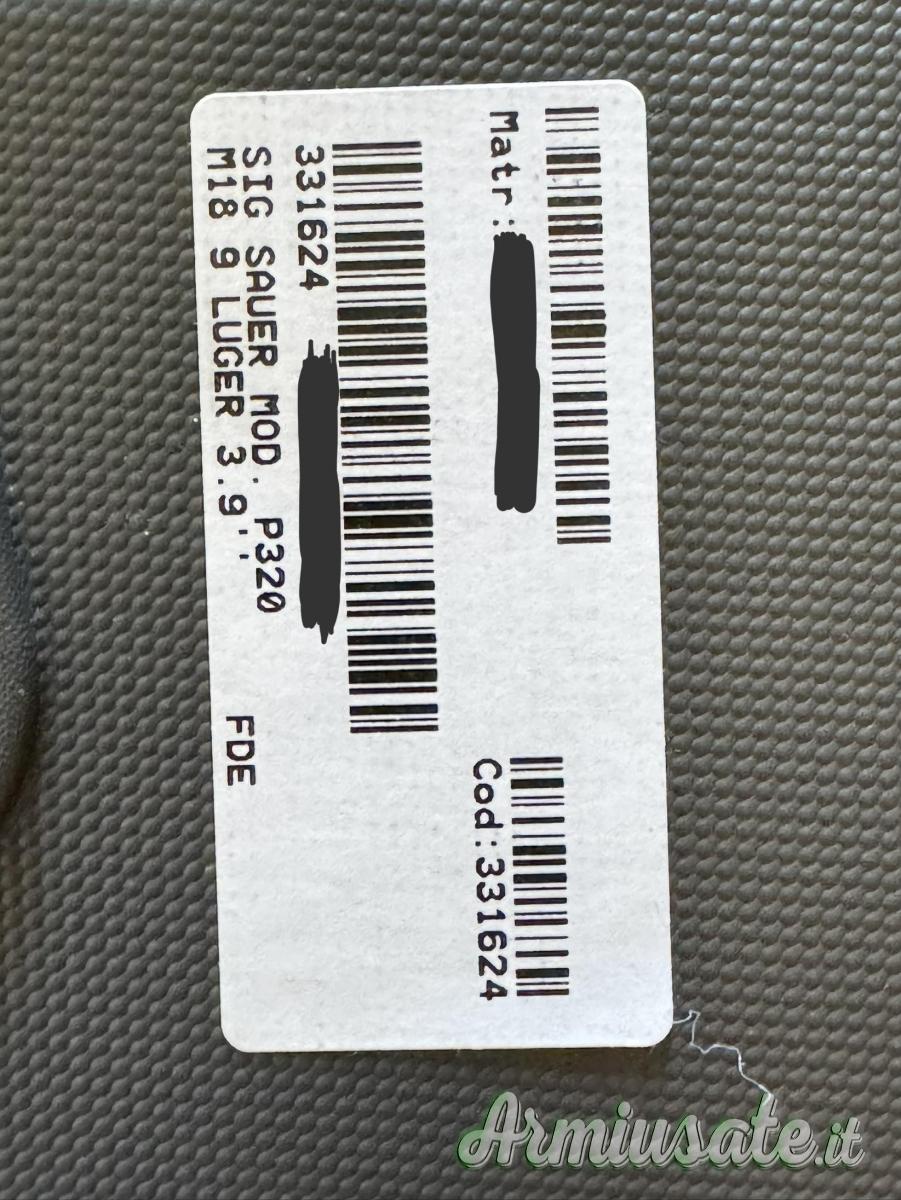 Matr:
331624
SIG SAUER MOD. P320
M18 9 LUGER 3.9'' FDE
Cod:331624
Armiusate.it